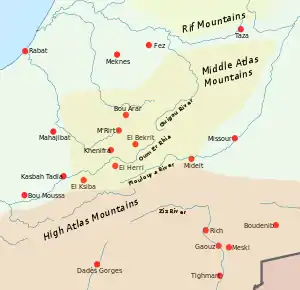 Rif Mountains
Taza
Fez
Rabat
Meknes
Middle Atlas
Mountains
Bou Arar
Guigou River
M'Rirt
Mahajibat
El Bekrit
Missour
Oum Er Rbia
Khenifra
El Herri
Midelt
Kasbah Tadla
Moulouya River
El Ksiba
Bou Moussa
High Atlas Mountains
Ziz River
Boudenib
Rich
Gaouz
Meski
Dadès Gorges
Tighmart